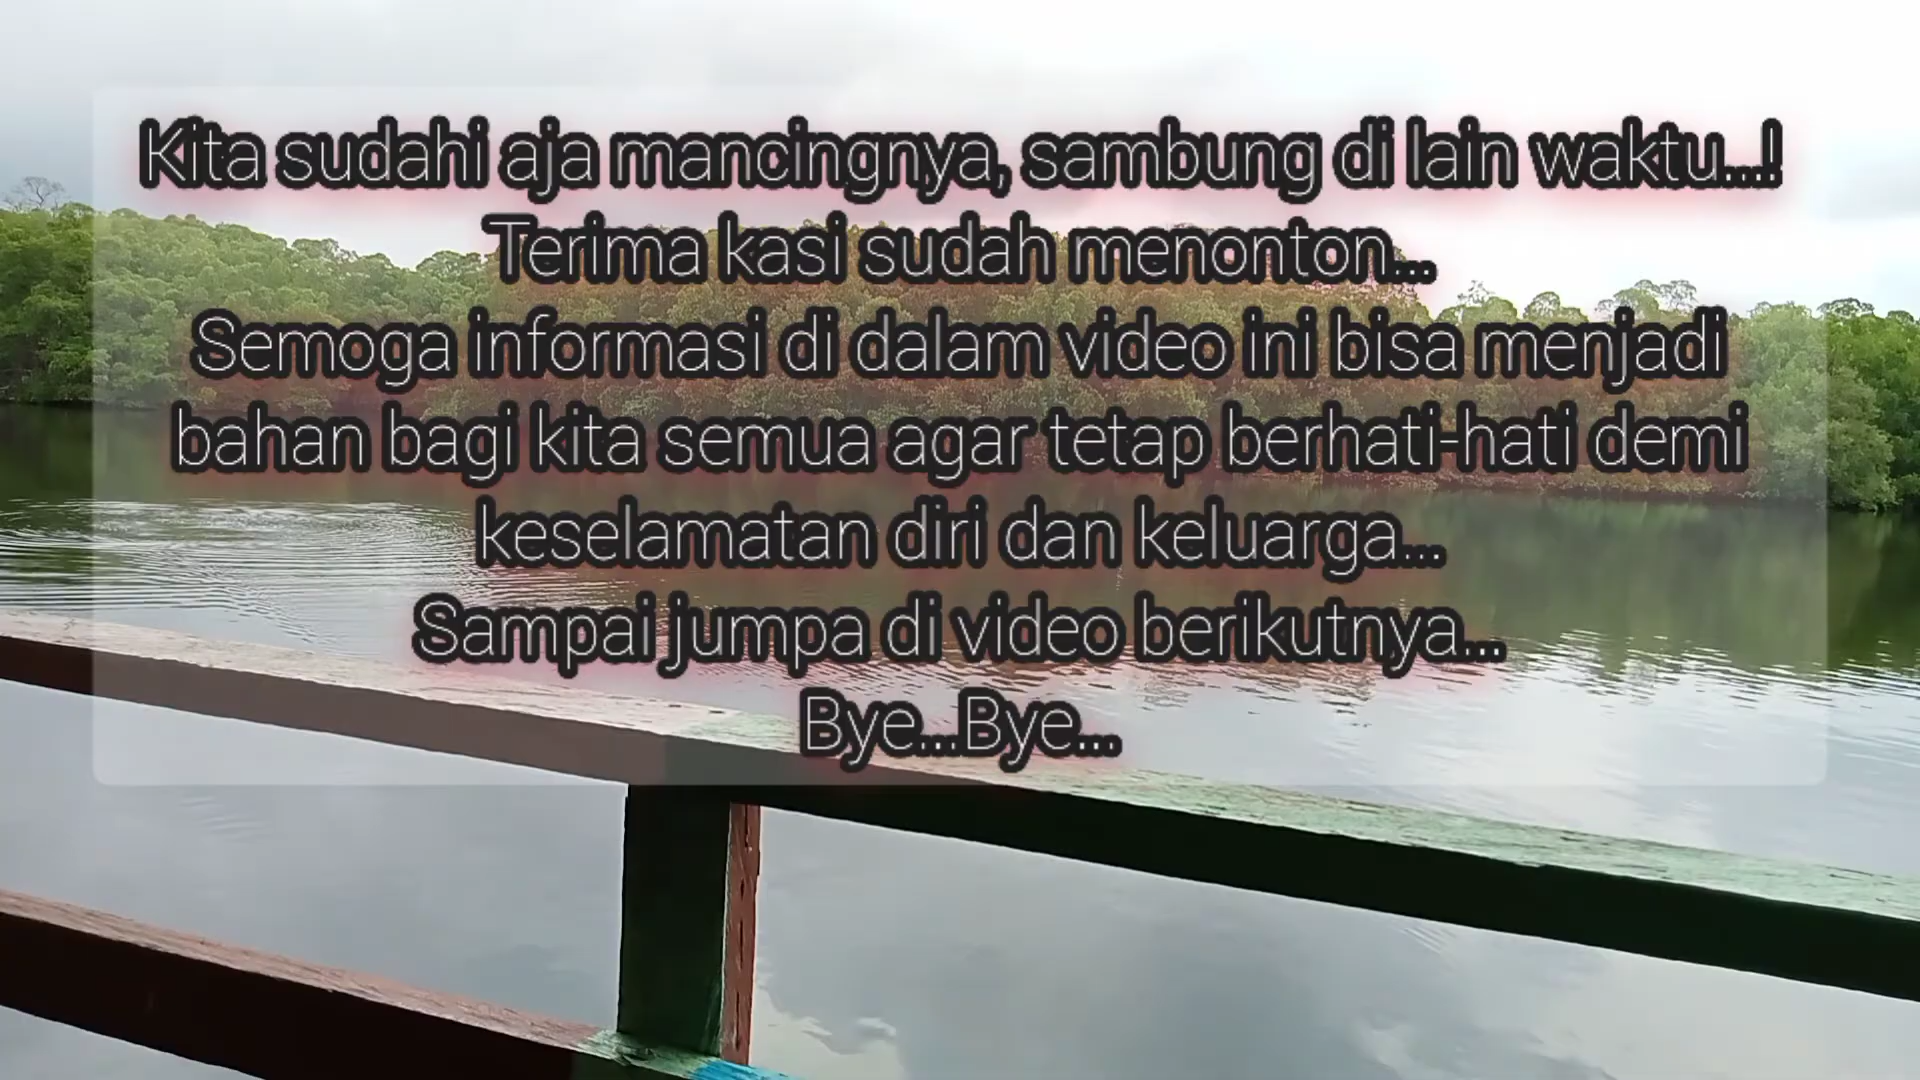 Kita sudahi aja mancingnya, sambung di lain waktu...!
Terima kasi sudah menonton...
Semoga informasi di dalam video ini bisa menjadi
bahan bagi kita semua agar tetap berhati-hati demi
keselamatan diri dan keluarga...
Sampai jumpa di video berikutnya...
Bye...Bye...